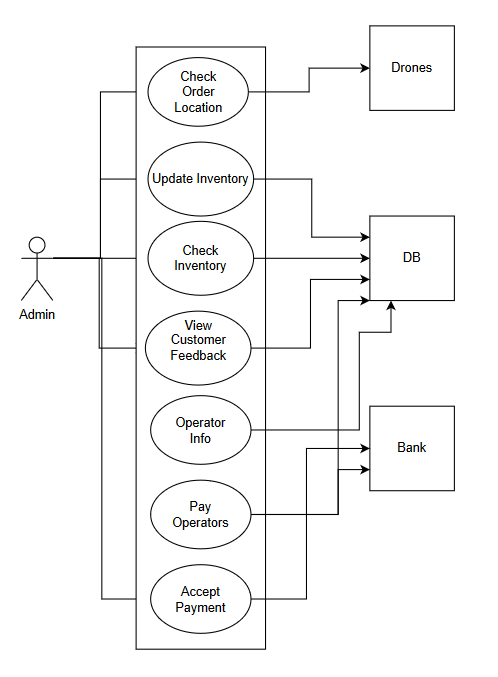 Check
Order
Location
Drones
Update Inventory
Check
Inventory
DB
Admin
View
Customer
Feedback
Operator
Info
Bank
Pay
Operators
Accept
Payment